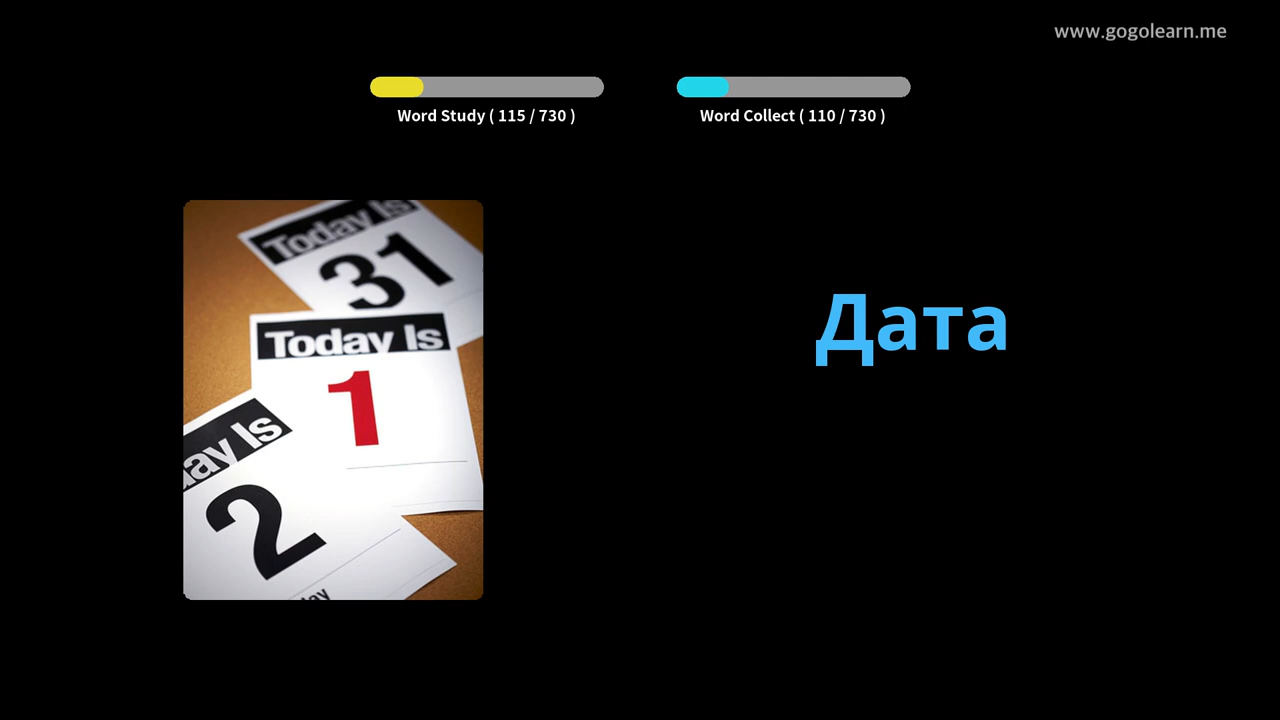 www.gogolearn.me
Word Study ( 115 / 730 )
Word Collect ( 110 / 730 )
Today Is
31
Today Is
1
ay Is
2
Дата